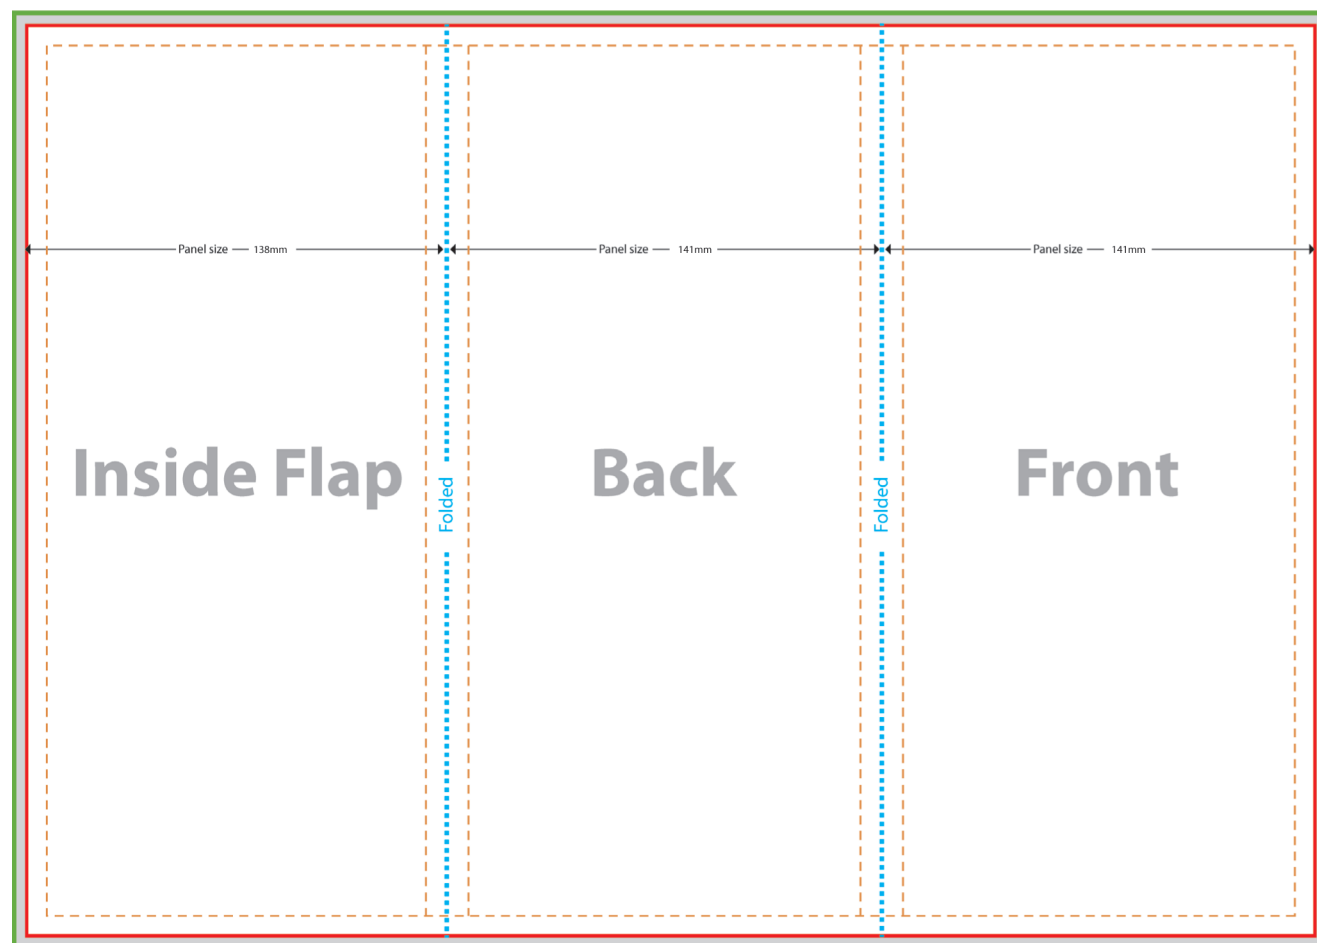 Panel size 138mm
Panel size 141mm
Panel size 141mm
Inside Flap
Back
Front
Folded
Folded